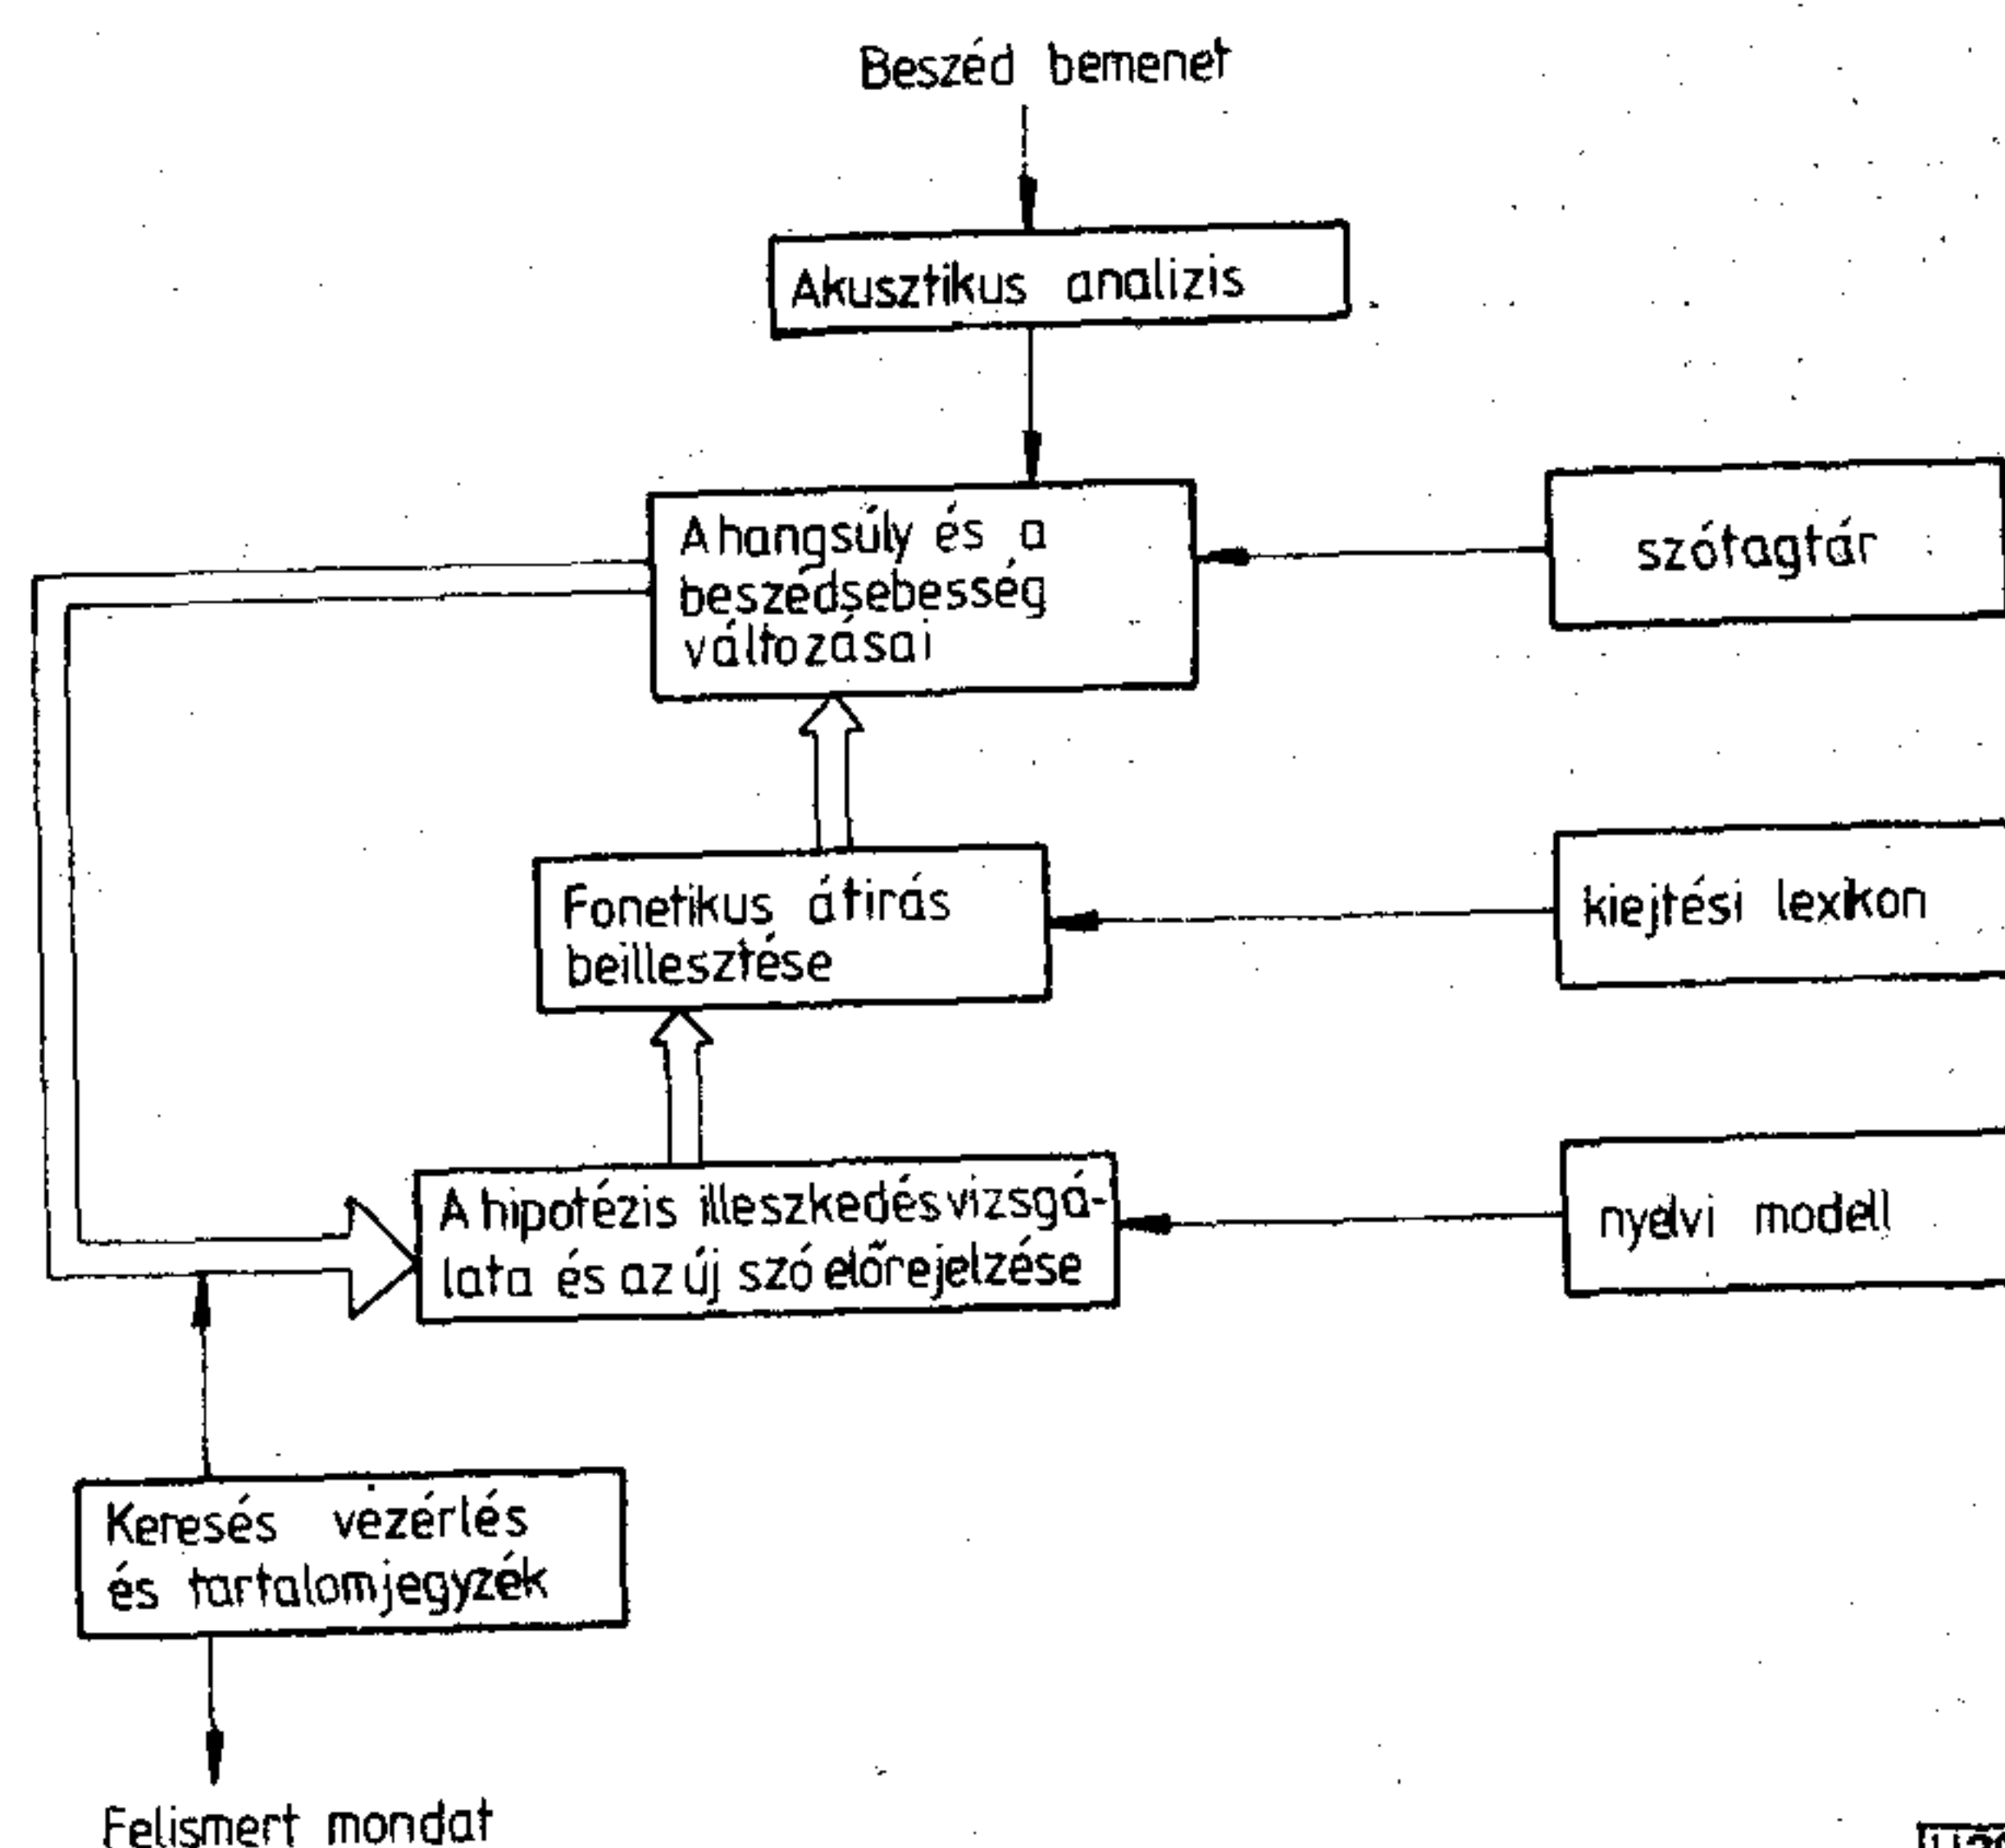 Beszéd bemenet
Akusztikus analizis
A hangsúly és a
beszédsebesség
változásai
szótagtár
Fonetikus átirás
beillesztése
kiejtési lexikon
A hipotézis illeszkedésvizsgá-
lata és az új szó előrejelzése
nyelvi modell
Keresés vezérlés
és tartalomjegyzék
Felismert mondat